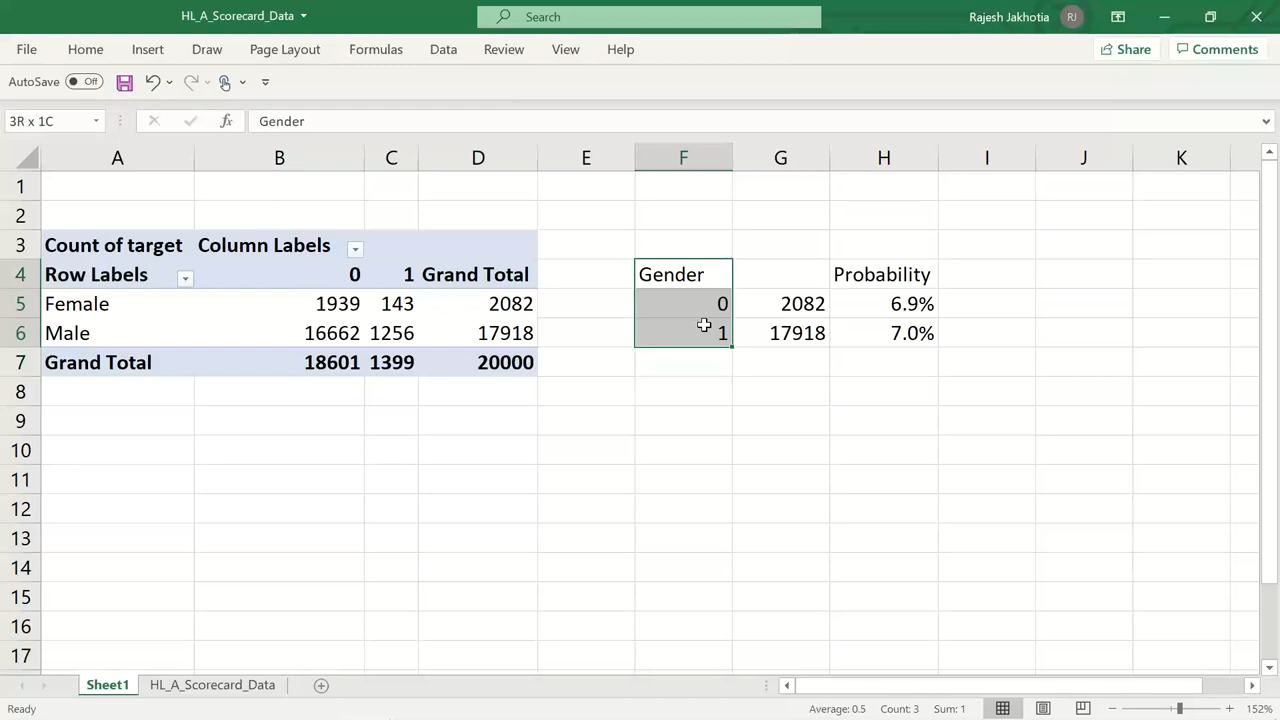 HL_A_Scorecard_Data
Search
Rajesh Jakhotia RJ
File Home Insert Draw Page Layout Formulas Data Review View Help Share Comments
AutoSave Off
3R x 1C fx Gender
A B C D E F G H I J K
1
2
3 Count of target Column Labels
4 Row Labels 0 1 Grand Total Gender Probability
5 Female 1939 143 2082 0 2082 6.9%
6 Male 16662 1256 17918 1 17918 7.0%
7 Grand Total 18601 1399 20000
8
9
10
11
12
13
14
15
16
17
Sheet1 HL_A_Scorecard_Data
Ready Average: 0.5 Count: 3 Sum: 1 152%